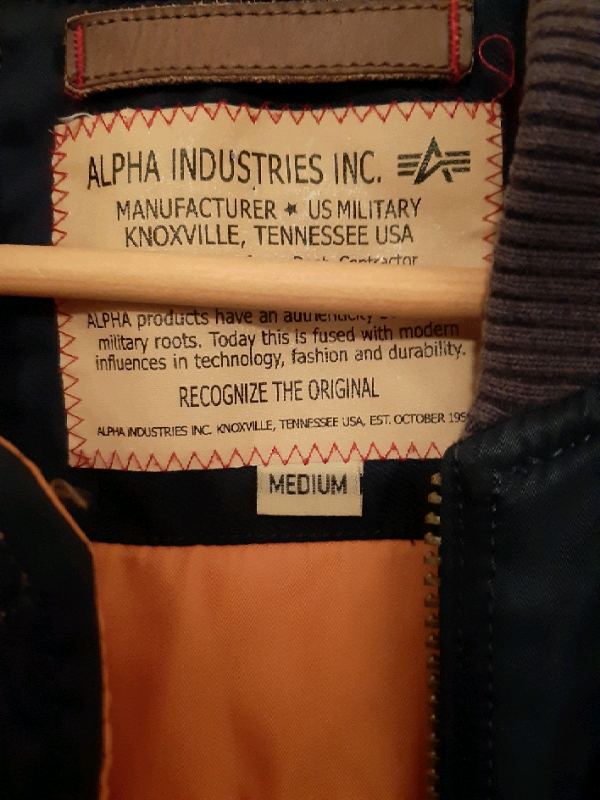 ALPHA INDUSTRIES INC.
MANUFACTURER ★ US MILITARY
KNOXVILLE, TENNESSEE USA
Contractor
ALPHA products have an authenticity
military roots. Today this is fused with modern
influences in technology, fashion and durability.
RECOGNIZE THE ORIGINAL
ALPHA INDUSTRIES INC. KNOXVILLE, TENNESSEE USA, EST. OCTOBER
MEDIUM